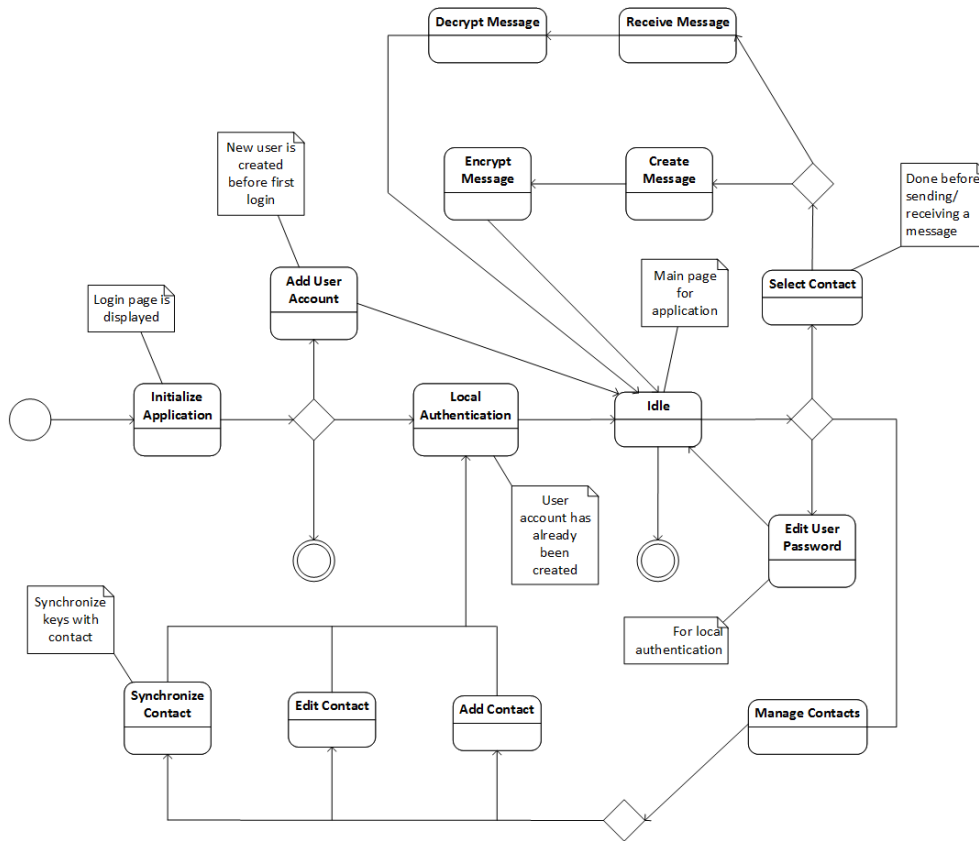 Decrypt Message
Receive Message
New user is
created
before first
login
Encrypt
Message
Create
Message
Done before
sending/
receiving a
message
Add User
Account
Main page
for
application
Select Contact
Login page is
displayed
Initialize
Application
Local
Authentication
Idle
User
account has
already
been
created
Edit User
Password
Synchronize
keys with
contact
For local
authentication
Synchronize
Contact
Edit Contact
Add Contact
Manage Contacts